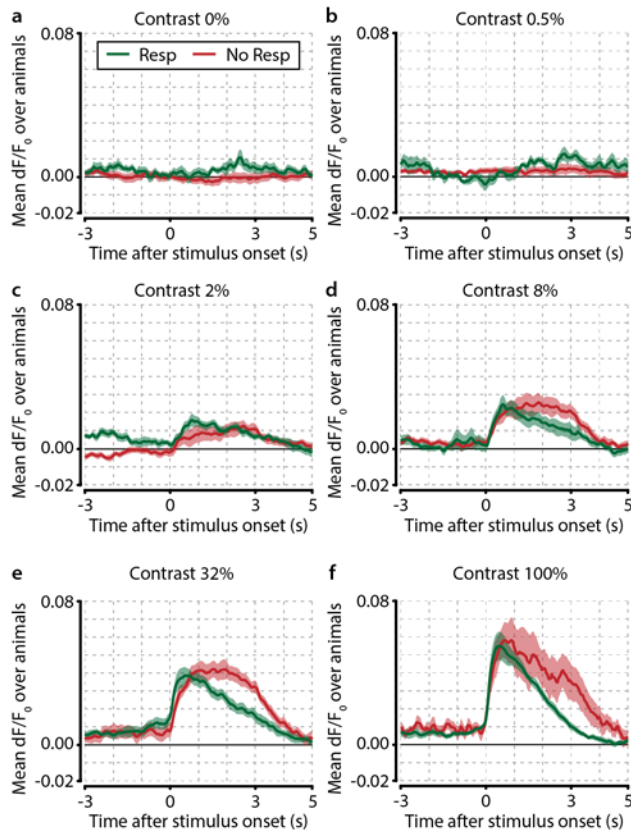 a Contrast 0%
0.08
Resp No Resp
0.00
-0.02
Mean dF/F0 over animals
-3 0 3 5
Time after stimulus onset (s)
b Contrast 0.5%
0.08
0.00
-0.02
Mean dF/F0 over animals
-3 0 3 5
Time after stimulus onset (s)
c Contrast 2%
0.08
0.00
-0.02
Mean dF/F0 over animals
-3 0 3 5
Time after stimulus onset (s)
d Contrast 8%
0.08
0.00
-0.02
Mean dF/F0 over animals
-3 0 3 5
Time after stimulus onset (s)
e Contrast 32%
0.08
0.00
-0.02
Mean dF/F0 over animals
-3 0 3 5
Time after stimulus onset (s)
f Contrast 100%
0.08
0.00
-0.02
Mean dF/F0 over animals
-3 0 3 5
Time after stimulus onset (s)